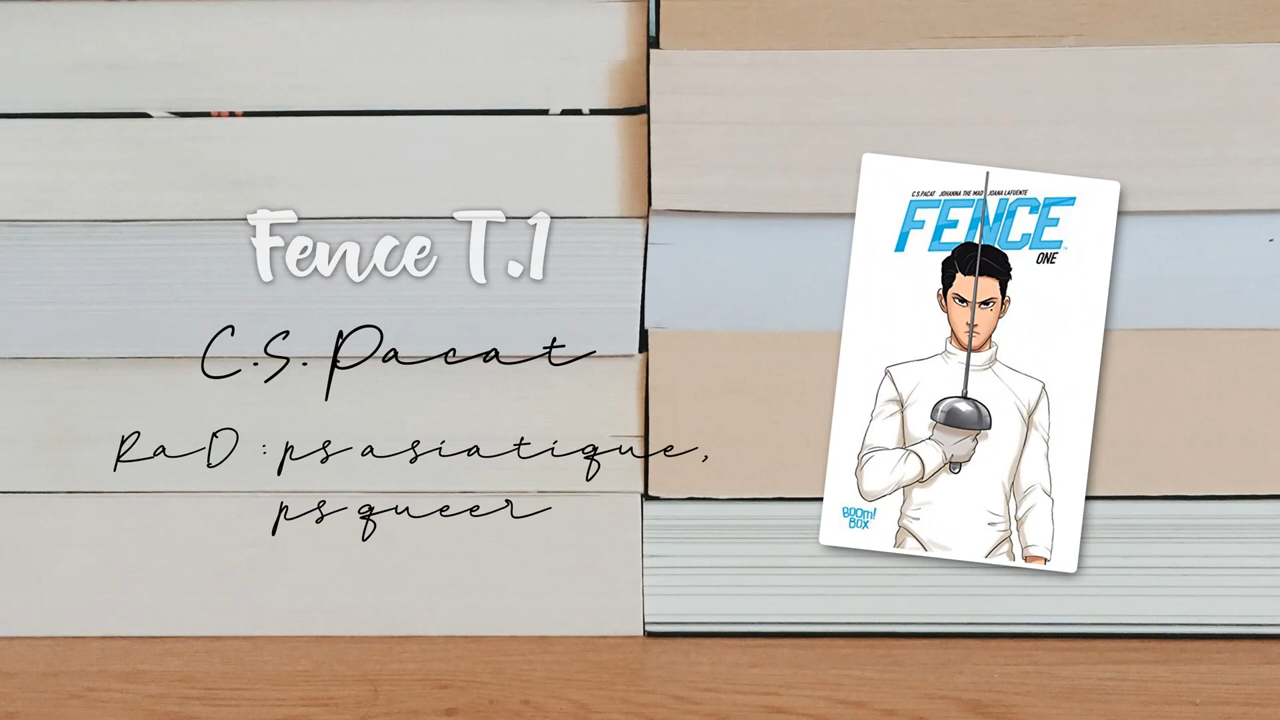 Fence T.1
C.S. Pacat
RaD : ps asiatique,
ps queer
C.S. PACAT JOHANNA THE MAD JOANA LAFUENTE
FENCE
ONE
BOOM!
BOX